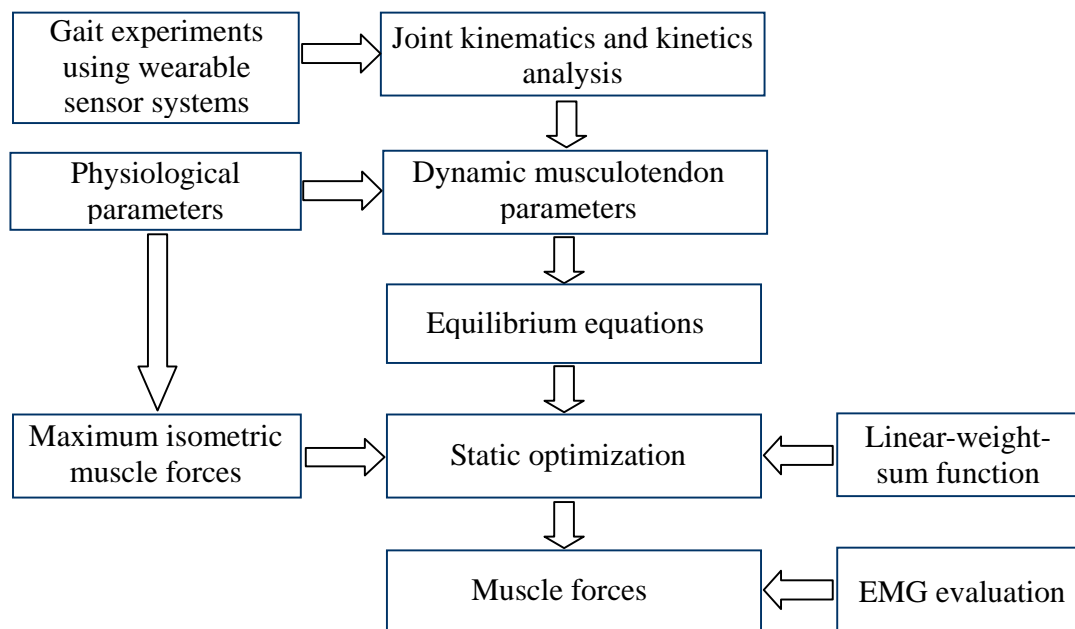 Gait experiments
using wearable
sensor systems
Joint kinematics and kinetics
analysis
Physiological
parameters
Dynamic musculotendon
parameters
Equilibrium equations
Maximum isometric
muscle forces
Static optimization
Linear-weight-
sum function
Muscle forces
EMG evaluation